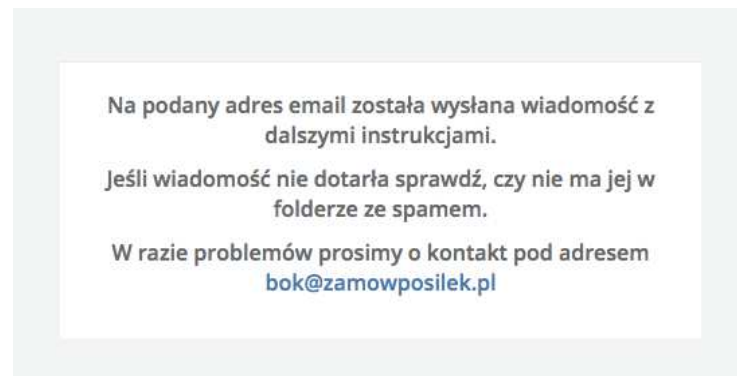 Na podany adres email została wysłana wiadomość z
dalszymi instrukcjami.
Jeśli wiadomość nie dotarła sprawdź, czy nie ma jej w
folderze ze spamem.
W razie problemów prosimy o kontakt pod adresem
bok@zamowposilek.pl